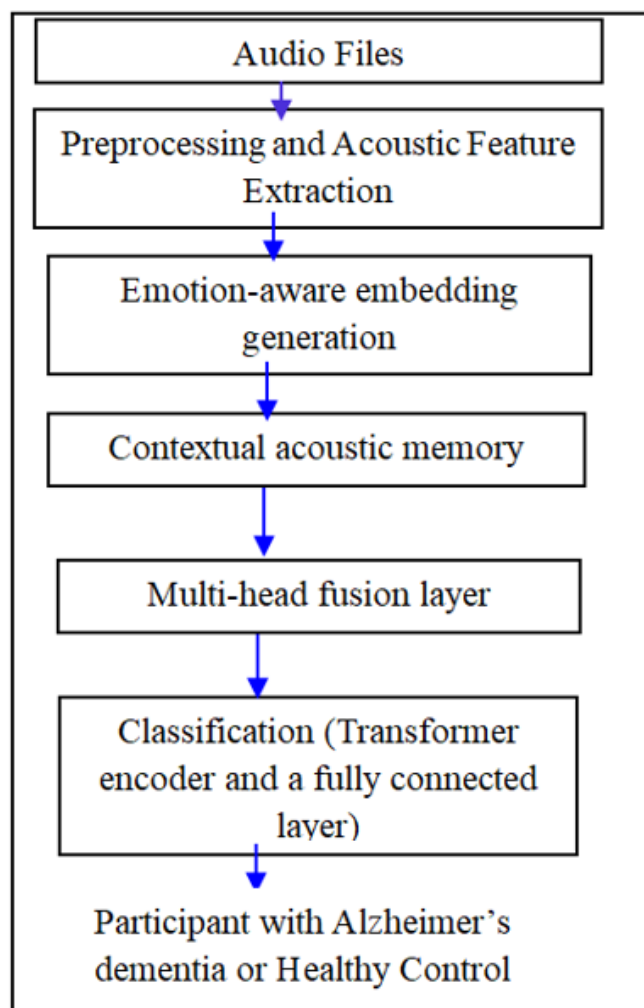 Audio Files
Preprocessing and Acoustic Feature
Extraction
Emotion-aware embedding
generation
Contextual acoustic memory
Multi-head fusion layer
Classification (Transformer
encoder and a fully connected
layer)
Participant with Alzheimer’s
dementia or Healthy Control